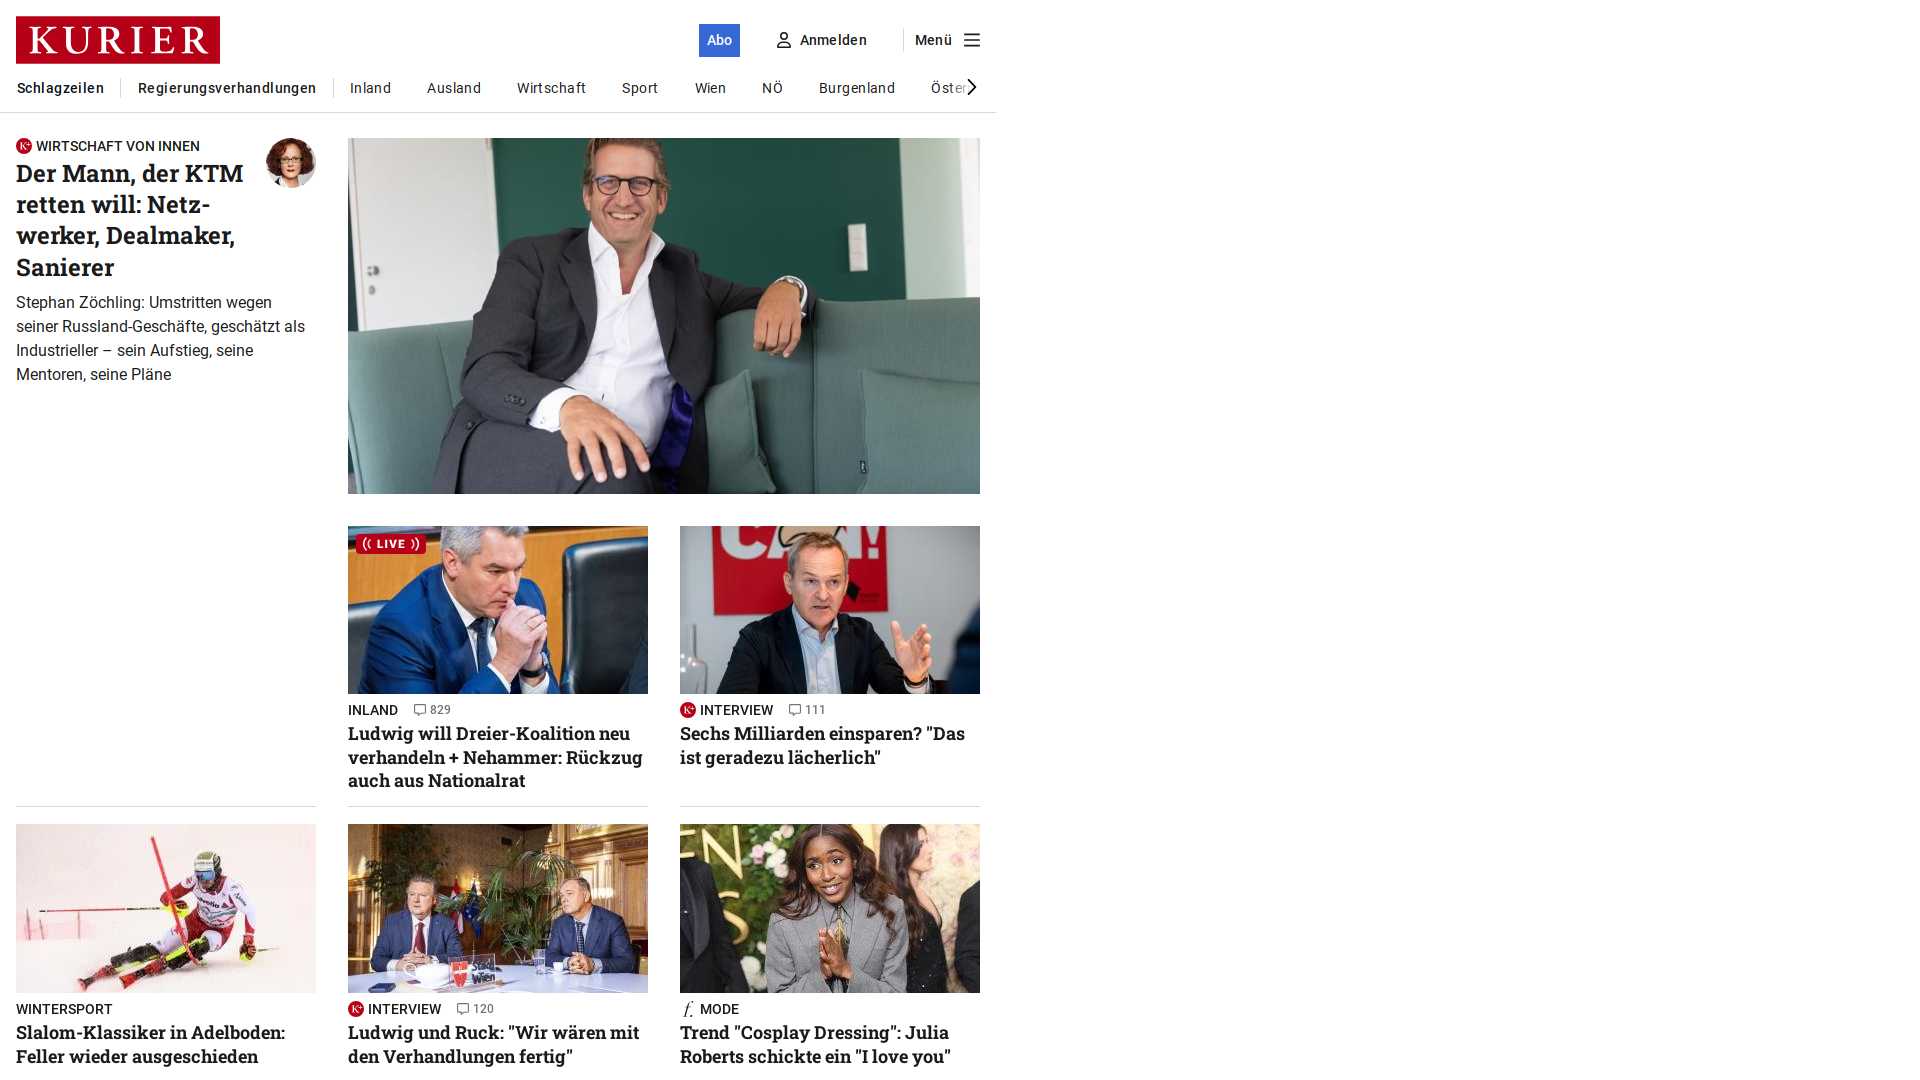 KURIER
Abo
Anmelden
Menü
Schlagzeilen
Regierungsverhandlungen
Inland
Ausland
Wirtschaft
Sport
Wien
NÖ
Burgenland
Öster
WIRTSCHAFT VON INNEN
Der Mann, der KTM
retten will: Netz-
werker, Dealmaker,
Sanierer
Stephan Zöchling: Umstritten wegen
seiner Russland-Geschäfte, geschätzt als
Industrieller – sein Aufstieg, seine
Mentoren, seine Pläne
LIVE
INLAND 829
Ludwig will Dreier-Koalition neu
verhandeln + Nehammer: Rückzug
auch aus Nationalrat
INTERVIEW 111
Sechs Milliarden einsparen? "Das
ist geradezu lächerlich"
WINTERSPORT
Slalom-Klassiker in Adelboden:
Feller wieder ausgeschieden
Stadt
Wien
INTERVIEW 120
Ludwig und Ruck: "Wir wären mit
den Verhandlungen fertig"
MODE
Trend "Cosplay Dressing": Julia
Roberts schickte ein "I love you"